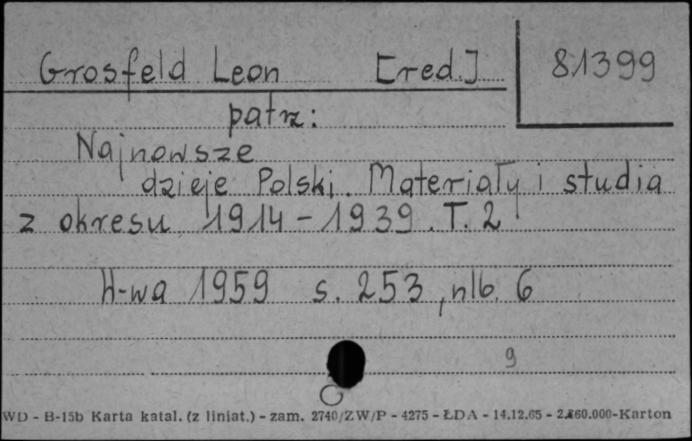 Grosfeld Leon [red.] 81399
patrz:
Najnowsze
dzieje Polski. Materiały i studia
z okresu 1914-1939. T. 2
W-wa 1959 s. 253, nlb. 6
9
WD - B-15b Karta katal. (z liniat.) - zam. 2740/ZW/P - 4275 - ŁDA - 14.12.65 - 2.860.000-Karton